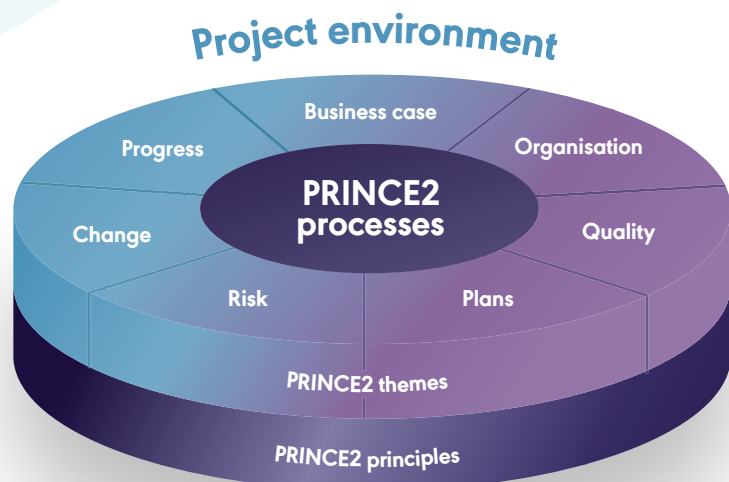 Project environment
Business case
Progress
Organisation
PRINCE2
processes
Change
Quality
Risk
Plans
PRINCE2 themes
PRINCE2 principles